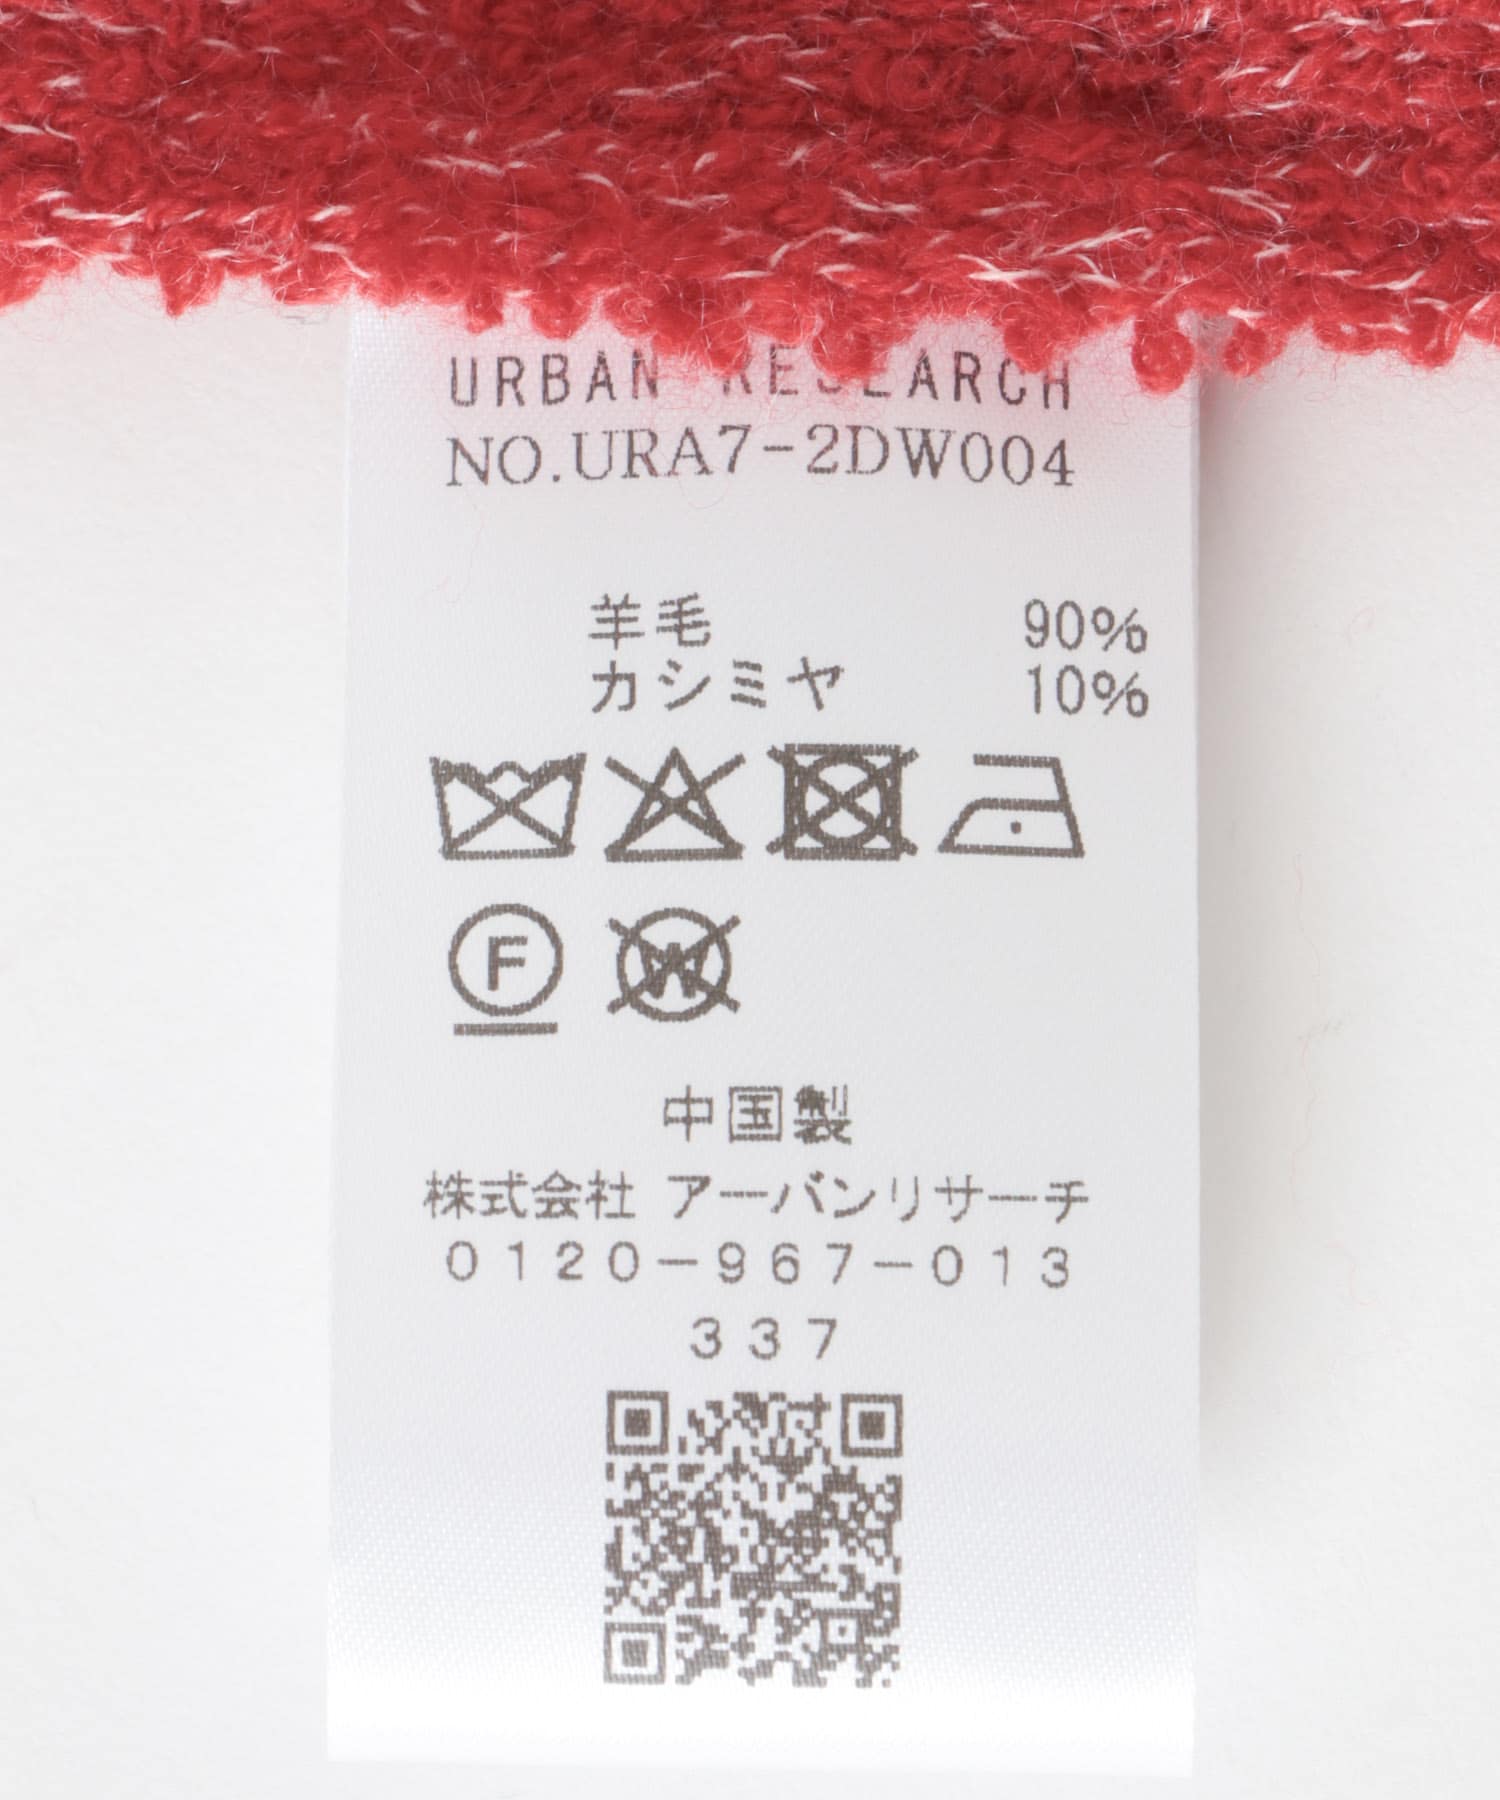 URBAN RESEARCH
NO.URA7-2DW004
羊毛 90%
カシミヤ 10%
F
W
中国製
株式会社 アーバンリサーチ
0120-967-013
337